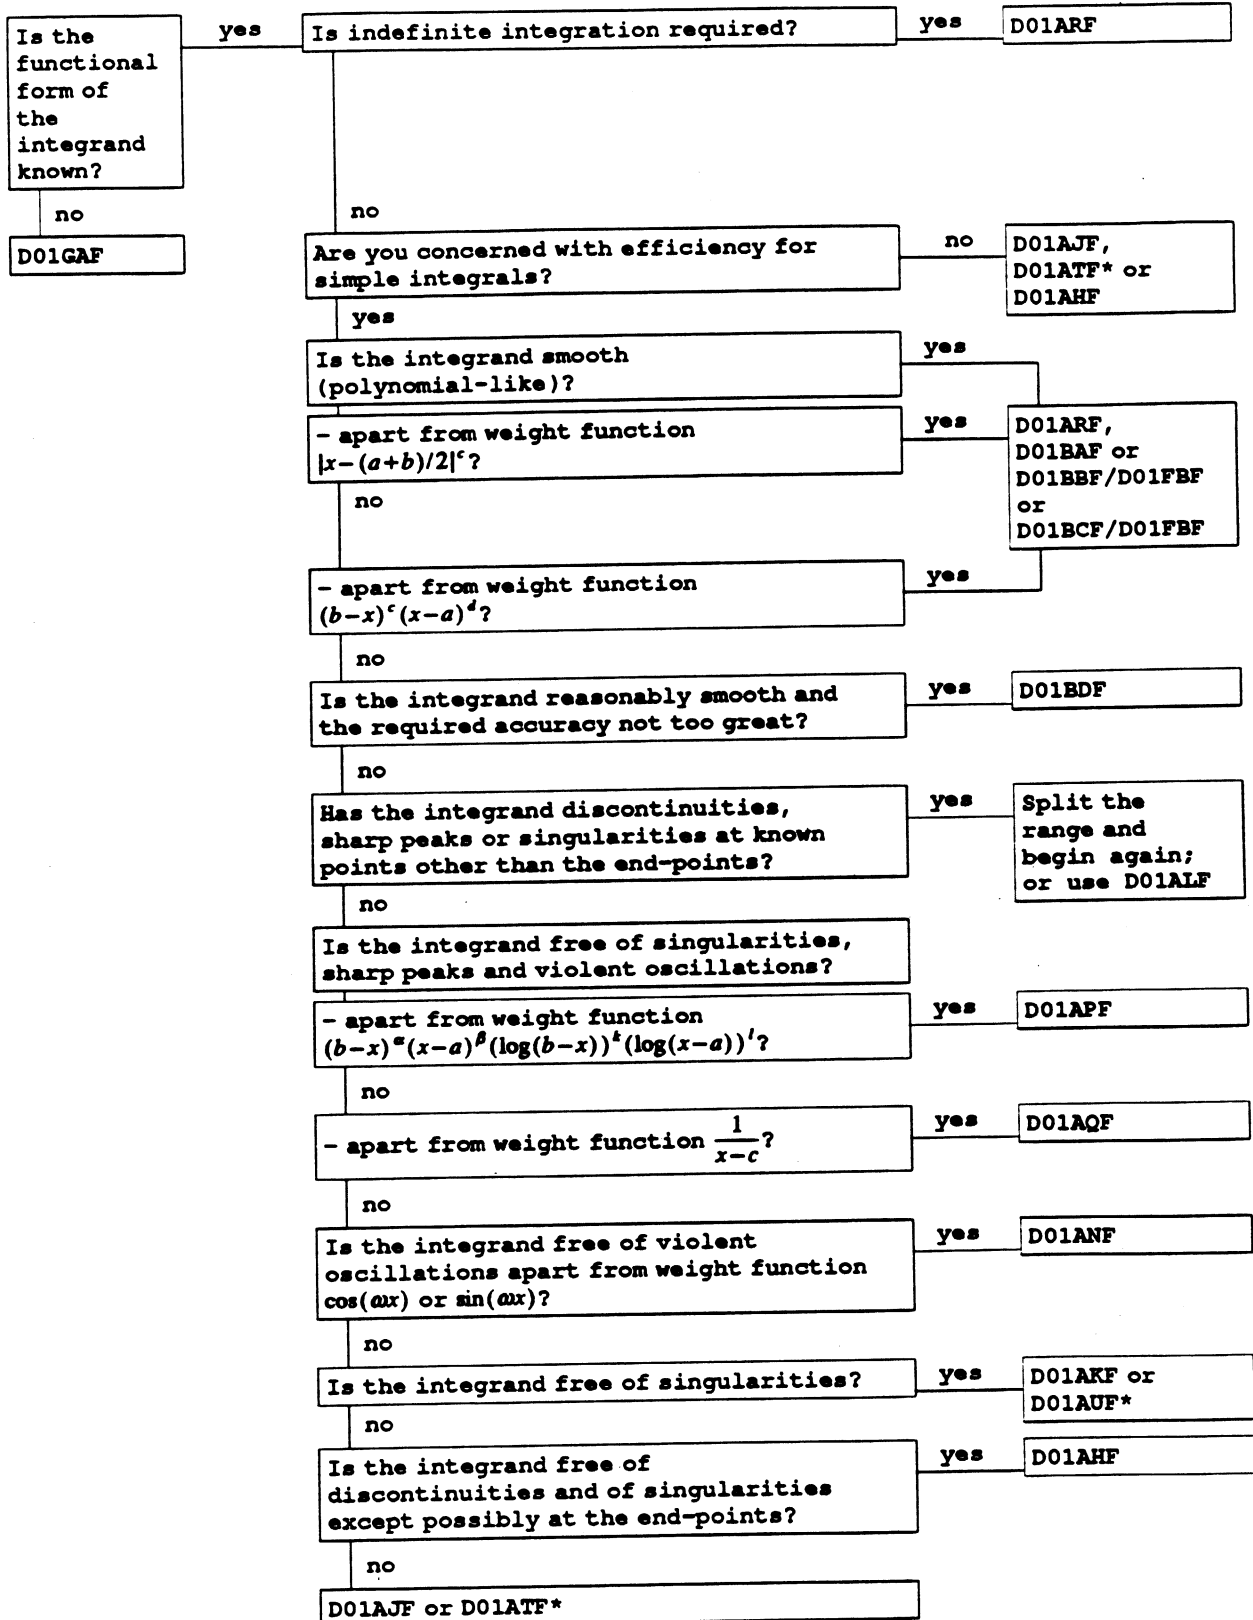 Is the
functional
form of
the
integrand
known?
yes
Is indefinite integration required?
yes
D01ARF
no
D01GAF
no
Are you concerned with efficiency for
simple integrals?
no
D01AJF,
D01ATF* or
D01AHF
yes
Is the integrand smooth
(polynomial-like)?
yes
– apart from weight function
|x−(a+b)/2|ᶜ?
yes
D01ARF,
D01BAF or
D01BBF/D01FBF
or
D01BCF/D01FBF
no
– apart from weight function
(b−x)ᶜ(x−a)ᵈ?
yes
no
Is the integrand reasonably smooth and
the required accuracy not too great?
yes
D01BDF
no
Has the integrand discontinuities,
sharp peaks or singularities at known
points other than the end-points?
yes
Split the
range and
begin again;
or use D01ALF
no
Is the integrand free of singularities,
sharp peaks and violent oscillations?
– apart from weight function
(b−x)^α(x−a)^β(log(b−x))^k(log(x−a))^l?
yes
D01APF
no
– apart from weight function 1/(x−c)?
yes
D01AQF
no
Is the integrand free of violent
oscillations apart from weight function
cos(ωx) or sin(ωx)?
yes
D01ANF
no
Is the integrand free of singularities?
yes
D01AKF or
D01AUF*
no
Is the integrand free of
discontinuities and of singularities
except possibly at the end-points?
yes
D01AHF
no
D01AJF or D01ATF*